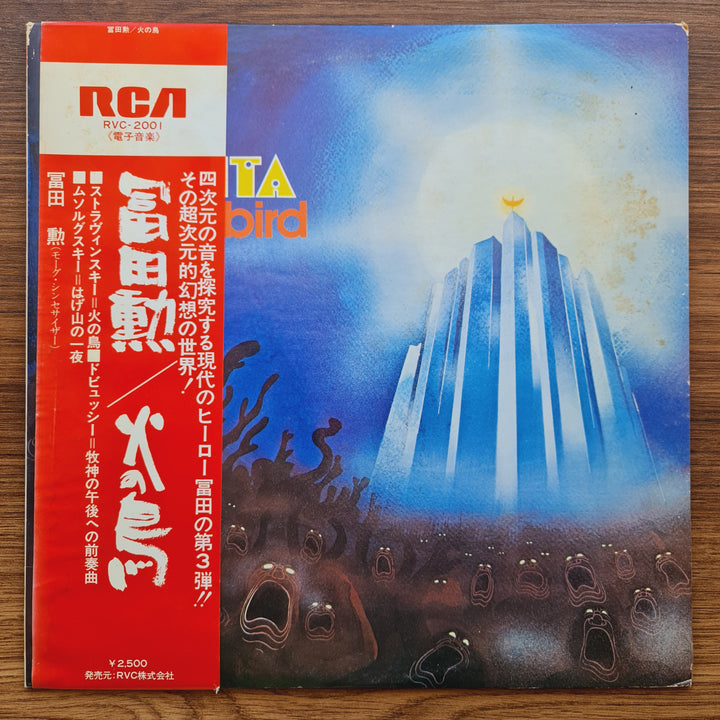 冨田勲/火の鳥
RCA
RVC-2001
《電子音楽》
四次元の音を探究する現代のヒーロー冨田の第3弾!!
その超次元的幻想の世界!
冨田勲/火の鳥
■ストラヴィンスキー=火の鳥■ドビュッシー=牧神の午後への前奏曲
■ムソルグスキー=はげ山の一夜
冨田 勲(モーグ・シンセサイザー)
¥2,500
発売元:RVC株式会社
ITA
bird